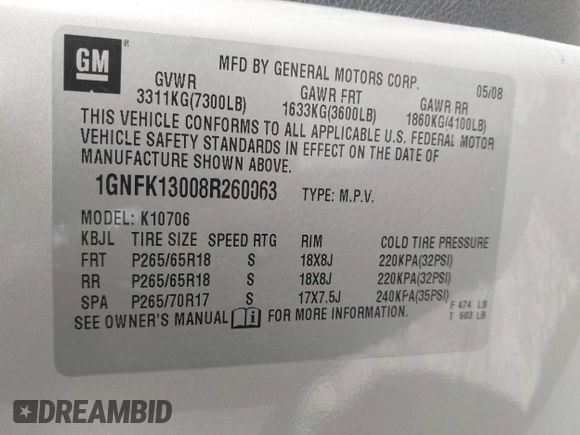 GM ®
MFD BY GENERAL MOTORS CORP. 05/08
GVWR GAWR FRT GAWR RR
3311KG(7300LB) 1633KG(3600LB) 1860KG(4100LB)
THIS VEHICLE CONFORMS TO ALL APPLICABLE U.S. FEDERAL MOTOR
VEHICLE SAFETY STANDARDS IN EFFECT ON THE DATE OF
MANUFACTURE SHOWN ABOVE.
1GNFK13008R260063 TYPE: M.P.V.
MODEL: K10706
KBJL TIRE SIZE SPEED RTG RIM COLD TIRE PRESSURE
FRT P265/65R18 S 18X8J 220KPA(32PSI)
RR P265/65R18 S 18X8J 220KPA(32PSI)
SPA P265/70R17 S 17X7.5J 240KPA(35PSI)
F 474 LB
SEE OWNER'S MANUAL FOR MORE INFORMATION. T 683 LB
DREAMBID